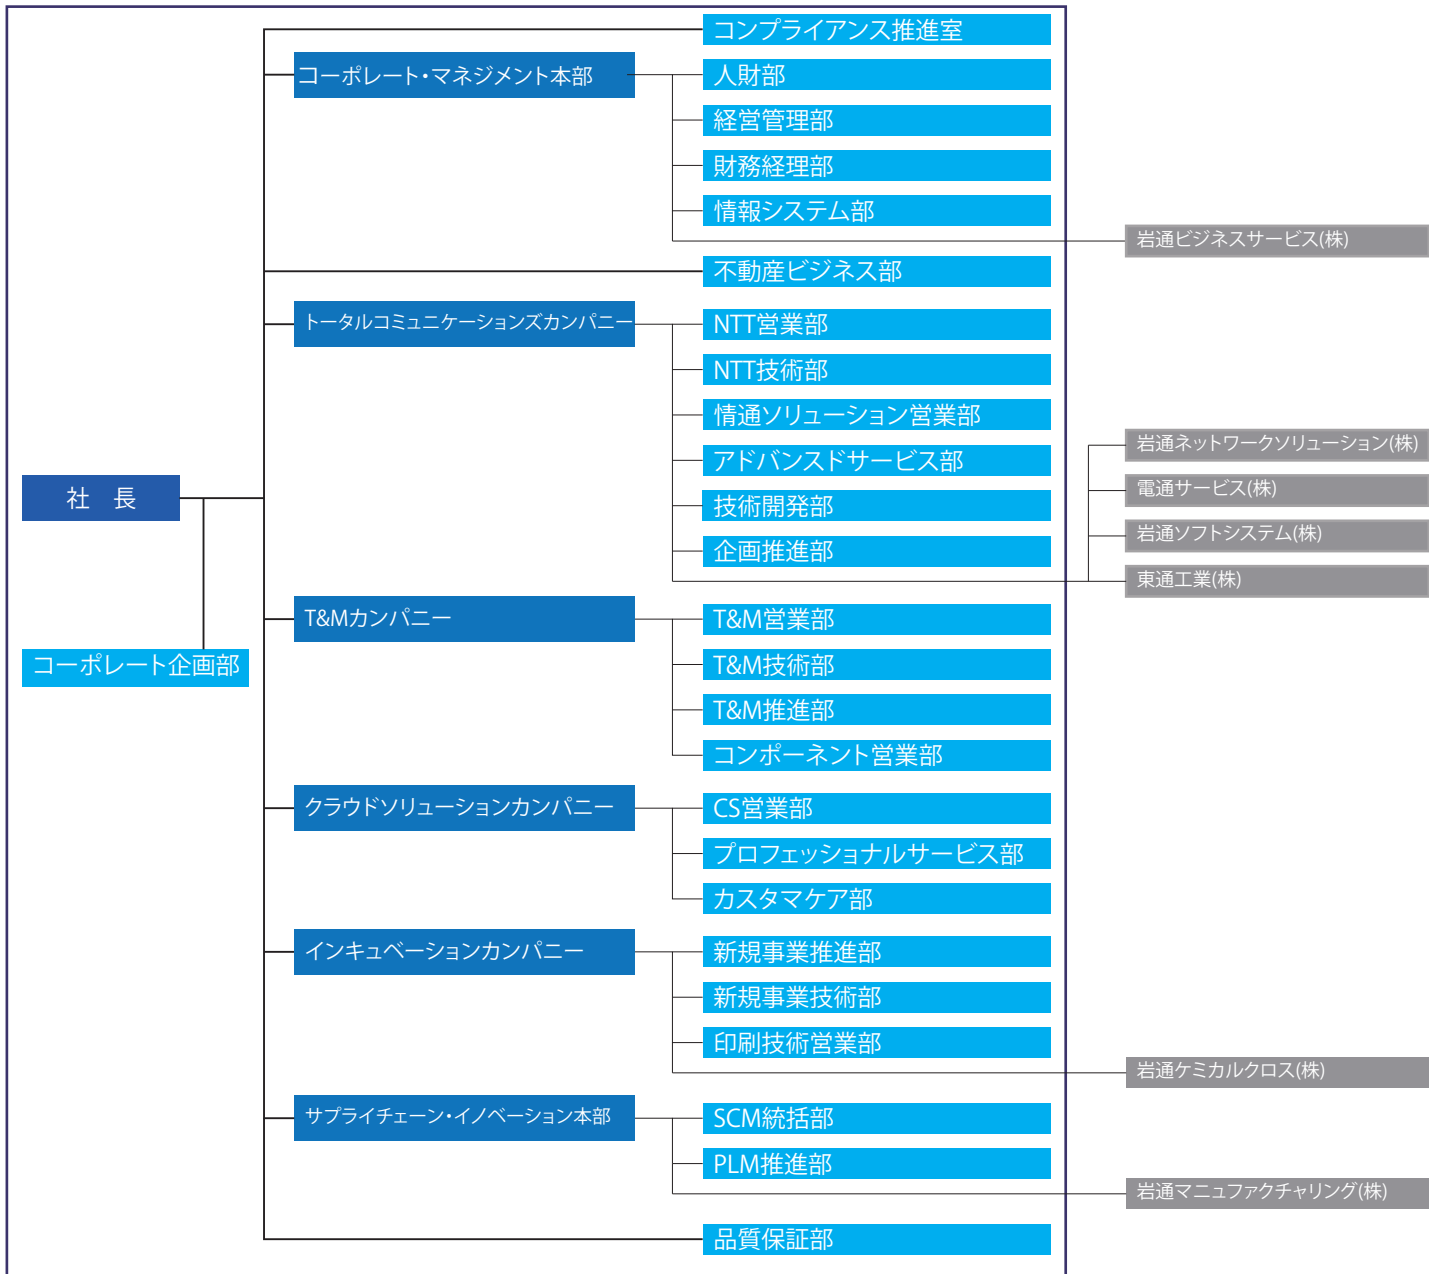 コンプライアンス推進室
コーポレート・マネジメント本部
人財部
経営管理部
財務経理部
情報システム部
岩通ビジネスサービス(株)
不動産ビジネス部
トータルコミュニケーションズカンパニー
NTT営業部
NTT技術部
情通ソリューション営業部
アドバンスドサービス部
技術開発部
企画推進部
岩通ネットワークソリューション(株)
電通サービス(株)
岩通ソフトシステム(株)
東通工業(株)
社　長
コーポレート企画部
T&Mカンパニー
T&M営業部
T&M技術部
T&M推進部
コンポーネント営業部
クラウドソリューションカンパニー
CS営業部
プロフェッショナルサービス部
カスタマケア部
インキュベーションカンパニー
新規事業推進部
新規事業技術部
印刷技術営業部
岩通ケミカルクロス(株)
サプライチェーン・イノベーション本部
SCM統括部
PLM推進部
岩通マニュファクチャリング(株)
品質保証部